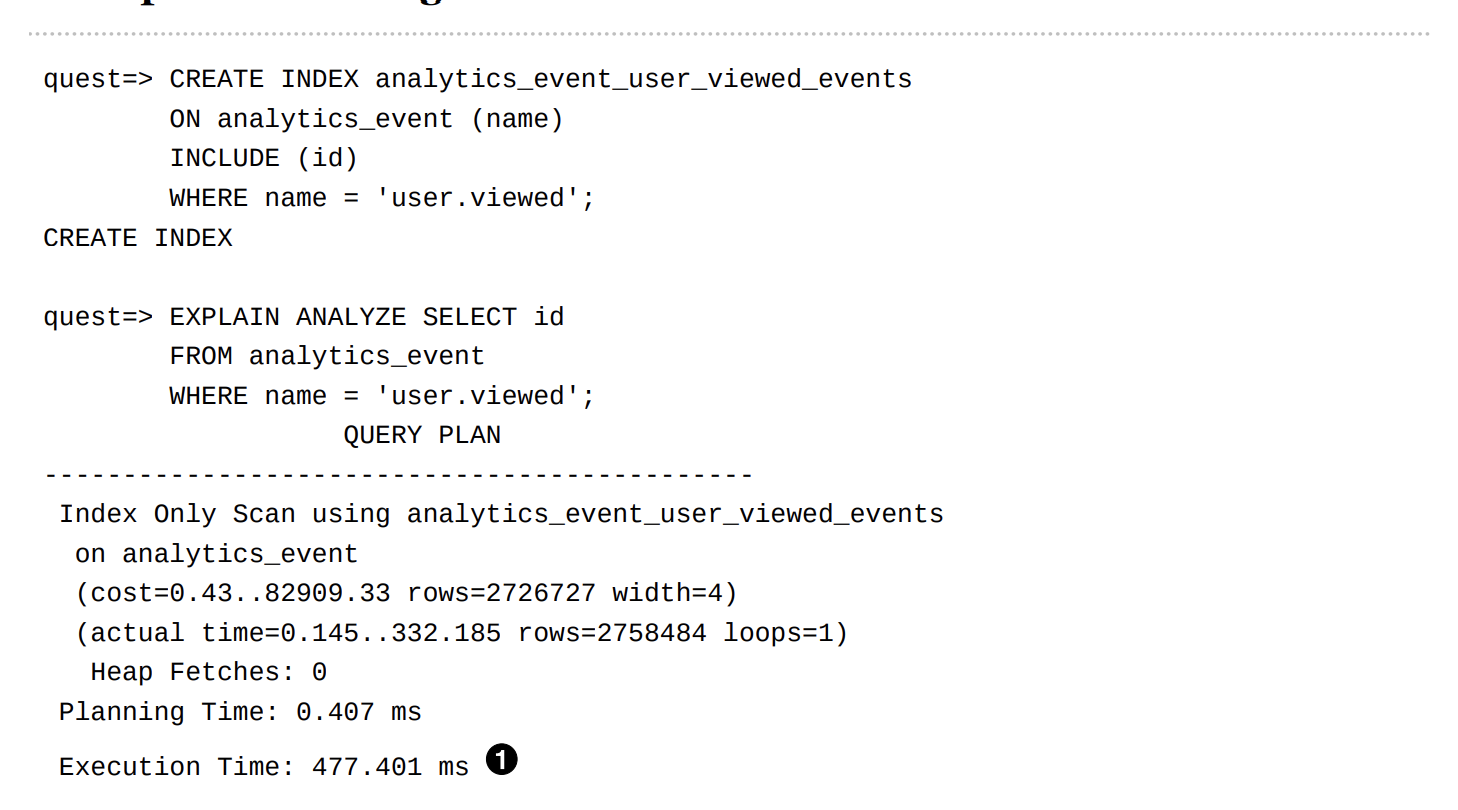 quest=> CREATE INDEX analytics_event_user_viewed_events
ON analytics_event (name)
INCLUDE (id)
WHERE name = 'user.viewed';
CREATE INDEX
quest=> EXPLAIN ANALYZE SELECT id
FROM analytics_event
WHERE name = 'user.viewed';
QUERY PLAN
---------------------------------------------
Index Only Scan using analytics_event_user_viewed_events
on analytics_event
(cost=0.43..82909.33 rows=2726727 width=4)
(actual time=0.145..332.185 rows=2758484 loops=1)
Heap Fetches: 0
Planning Time: 0.407 ms
Execution Time: 477.401 ms ❶